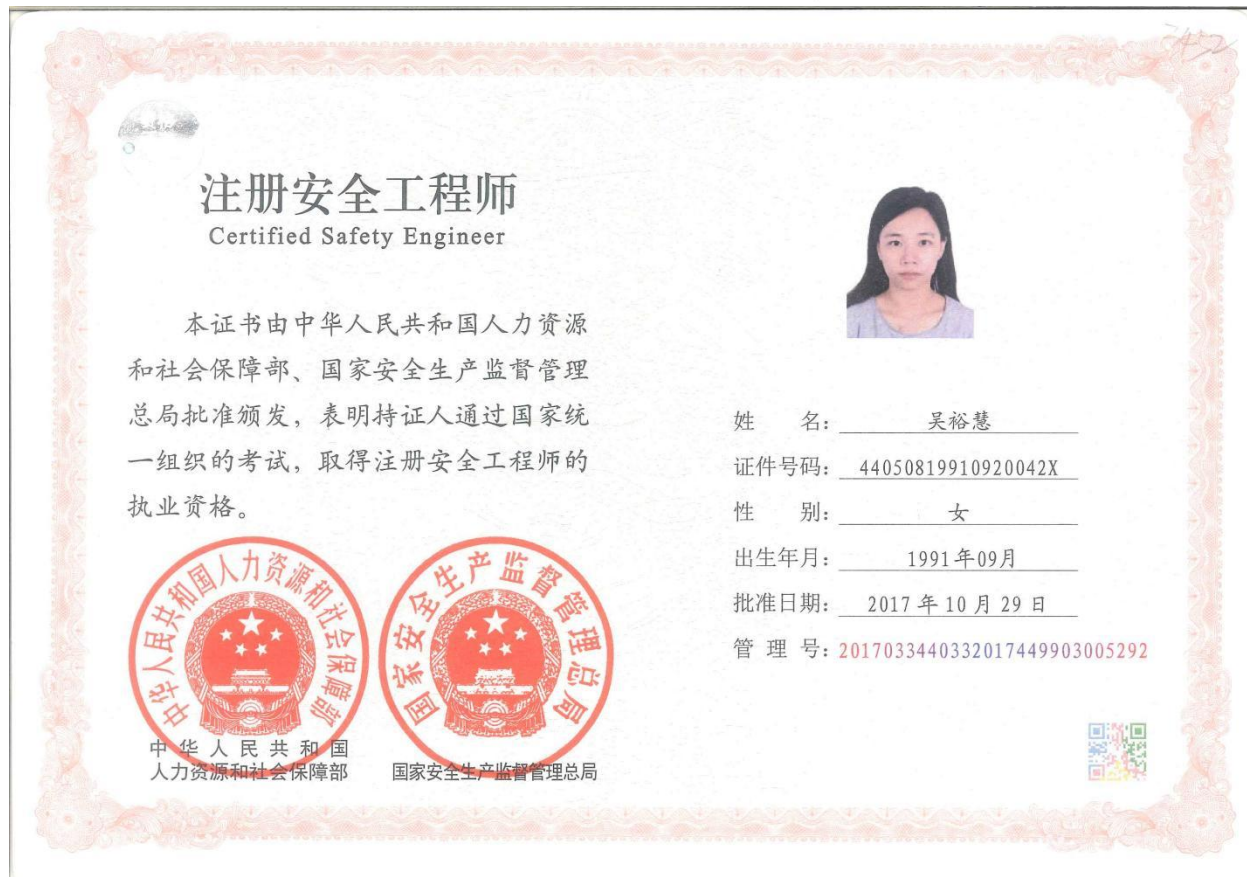 7452
注册安全工程师
Certified Safety Engineer
本证书由中华人民共和国人力资源
和社会保障部、国家安全生产监督管理
总局批准颁发，表明持证人通过国家统
一组织的考试，取得注册安全工程师的
执业资格。
中华人民共和国人力资源和社会保障部
国家安全生产监督管理总局
中华人民共和国
人力资源和社会保障部
国家安全生产监督管理总局
姓 名：吴裕慧
证件号码：44050819910920042X
性 别：女
出生年月：1991年09月
批准日期：2017年10月29日
管理号：2017033440332017449903005292